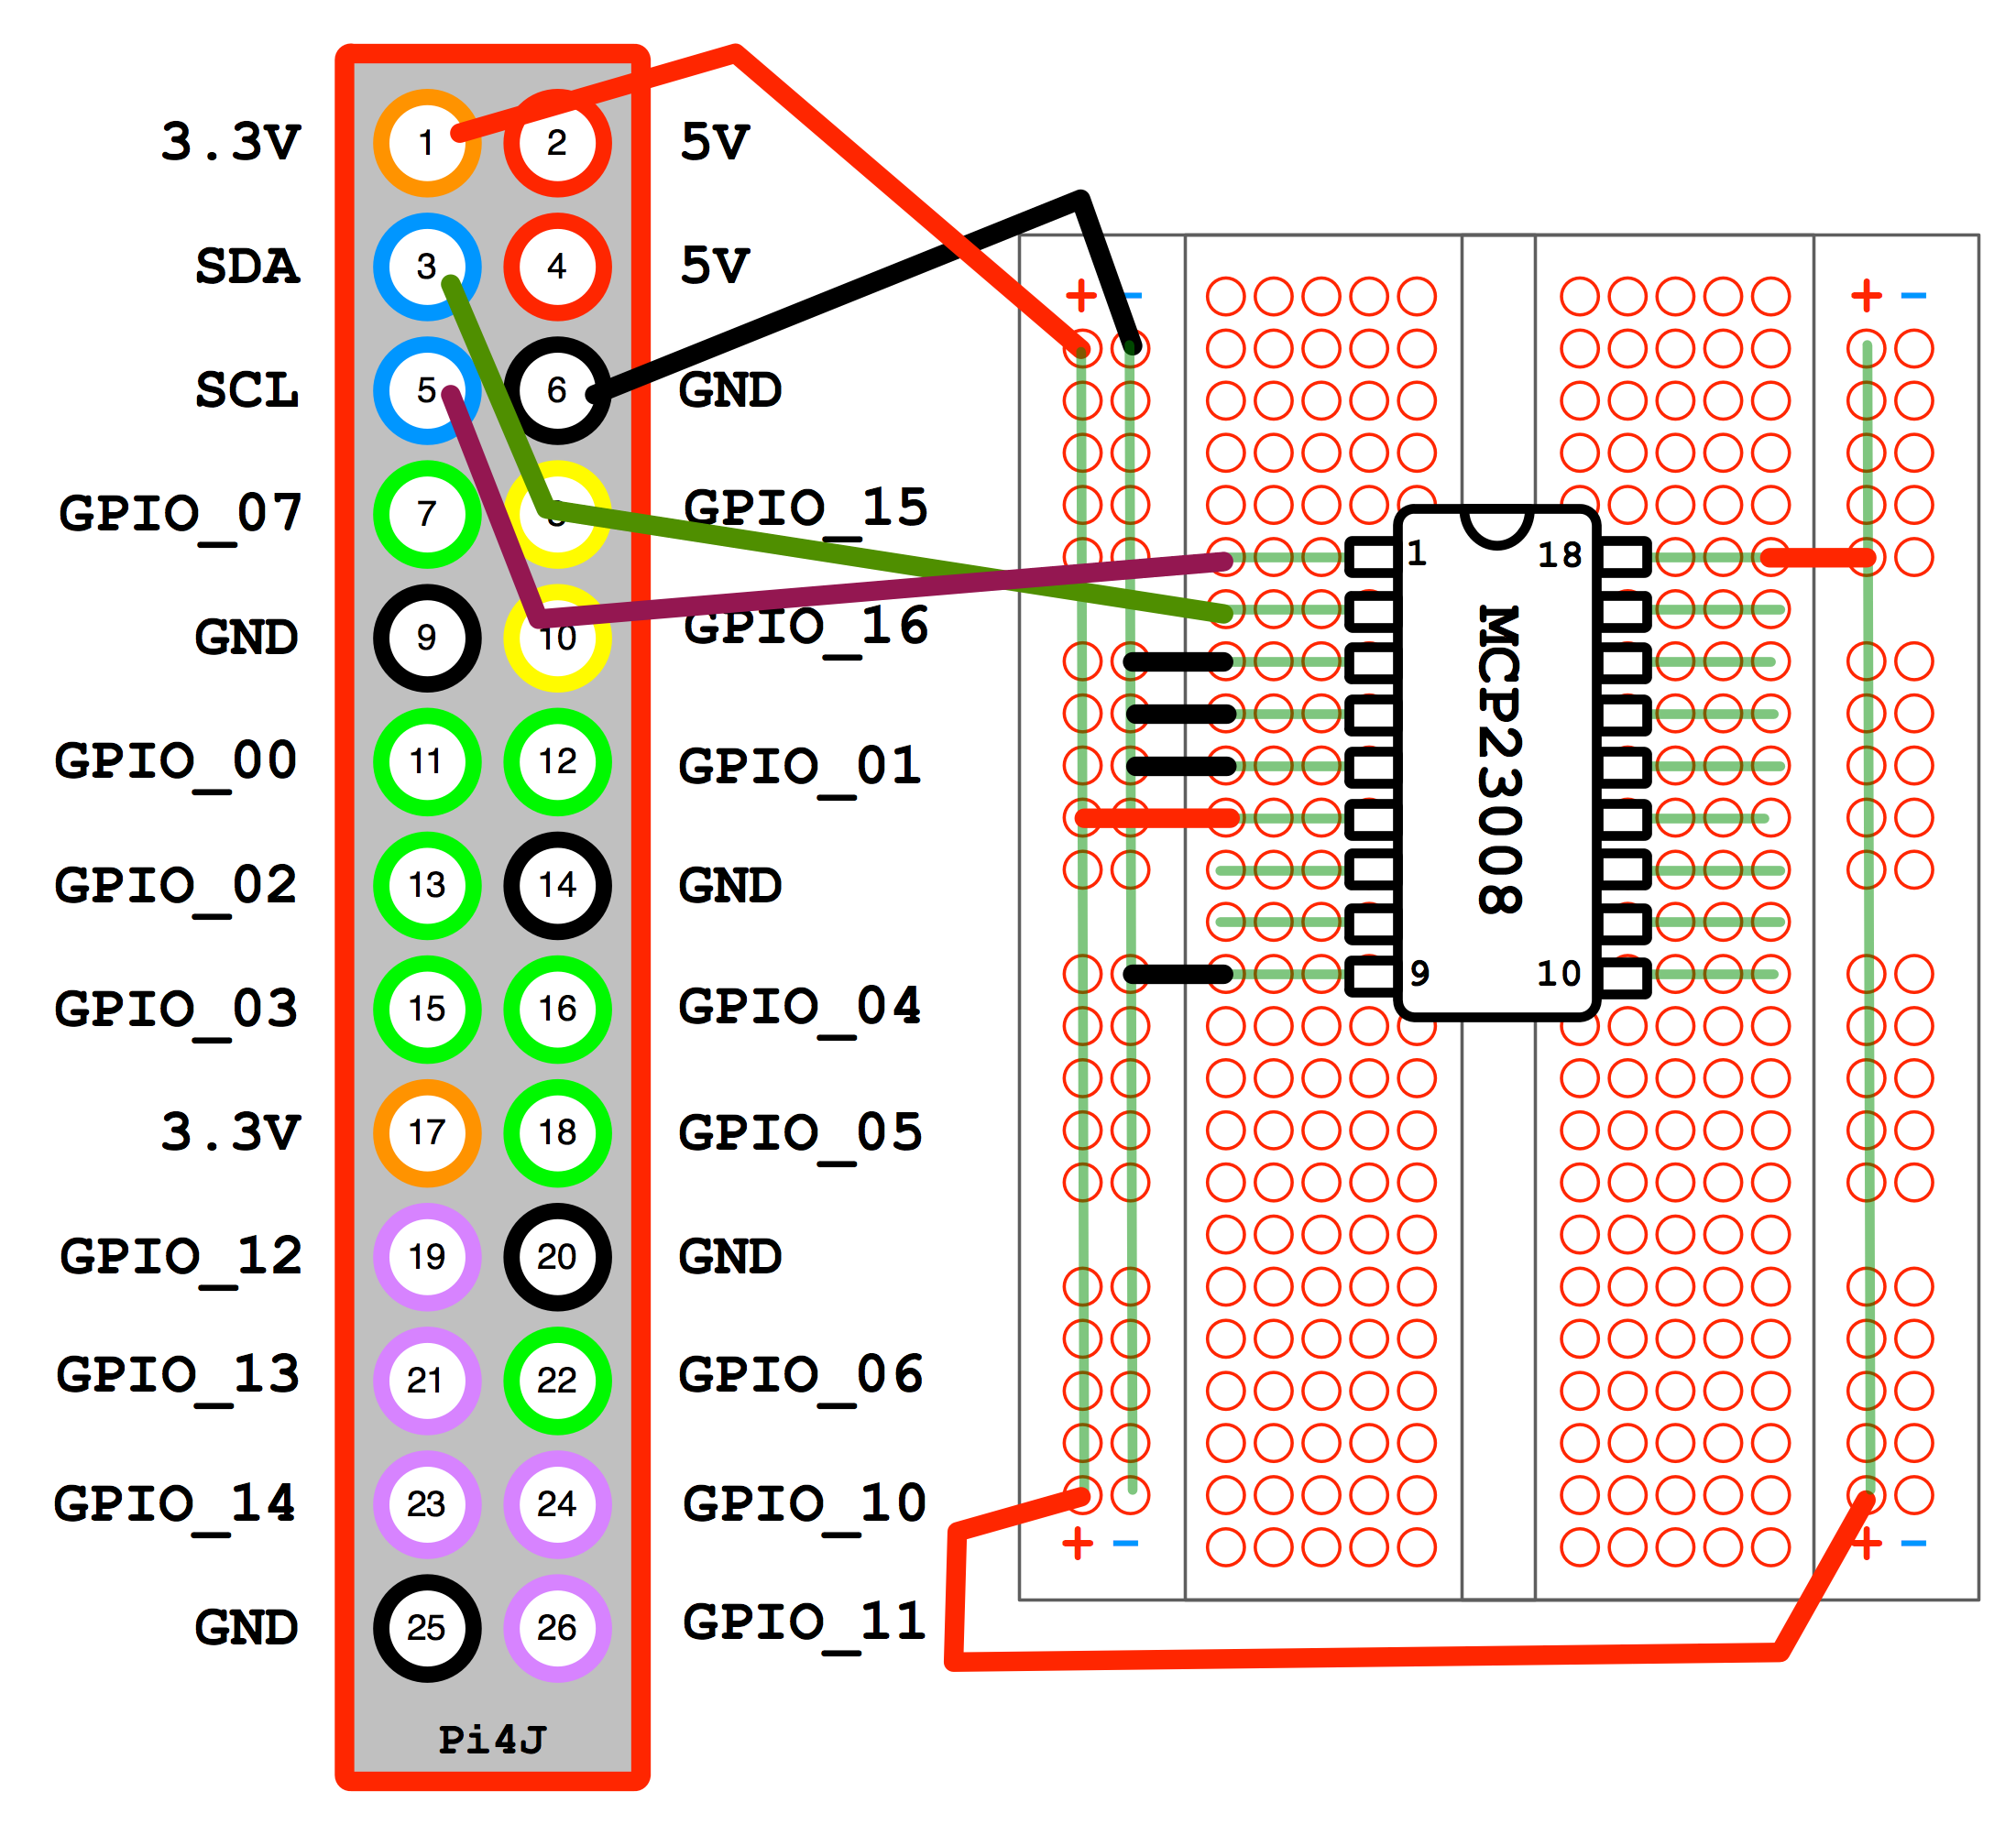 3.3V 1 2 5V
SDA 3 4 5V
SCL 5 6 GND
GPIO_07 7 8 GPIO_15
GND 9 10 GPIO_16
GPIO_00 11 12 GPIO_01
GPIO_02 13 14 GND
GPIO_03 15 16 GPIO_04
3.3V 17 18 GPIO_05
GPIO_12 19 20 GND
GPIO_13 21 22 GPIO_06
GPIO_14 23 24 GPIO_10
GND 25 26 GPIO_11
Pi4J
+ - + -
1 18
MCP23008
9 10
+ - + -